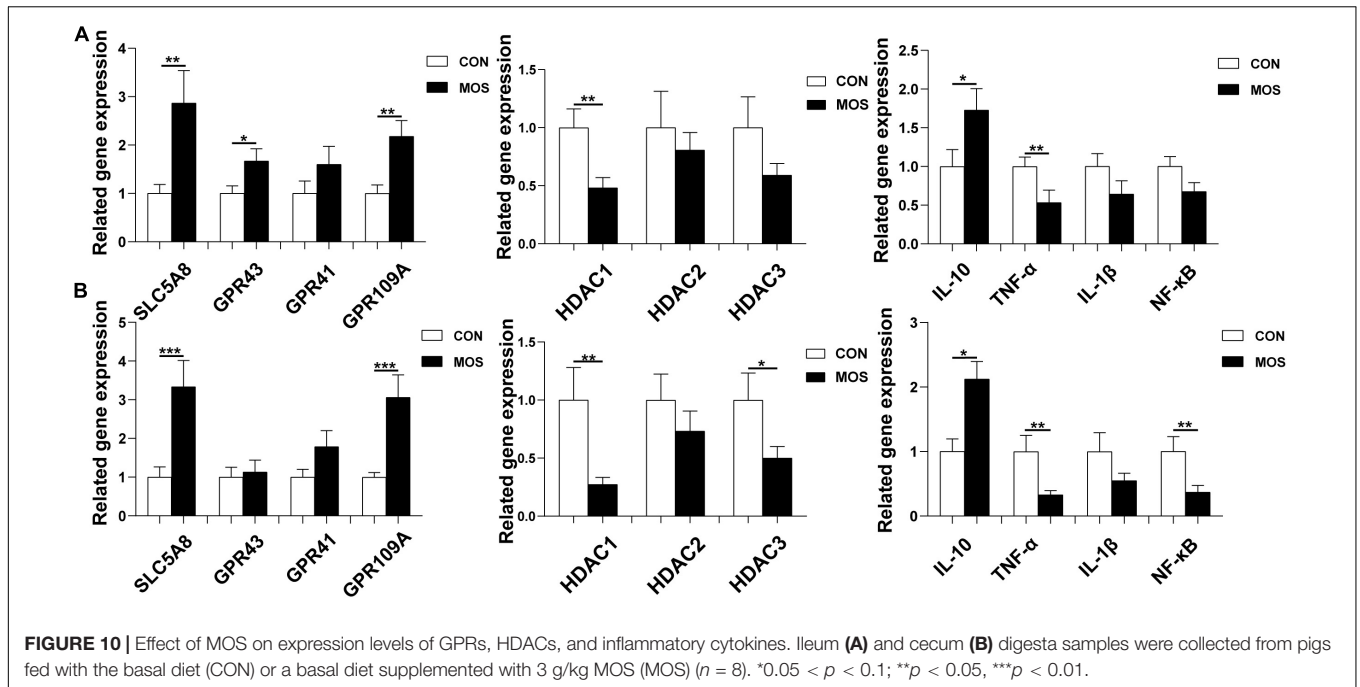 A
Related gene expression
4
3
2
1
0
**
*
**
CON
MOS
SLC5A8
GPR43
GPR41
GPR109A
Related gene expression
1.5
1.0
0.5
0.0
**
CON
MOS
HDAC1
HDAC2
HDAC3
Related gene expression
2.5
2.0
1.5
1.0
0.5
0.0
*
**
CON
MOS
IL-10
TNF-α
IL-1β
NF-κB
B
Related gene expression
5
4
3
2
1
0
***
***
CON
MOS
SLC5A8
GPR43
GPR41
GPR109A
Related gene expression
1.5
1.0
0.5
0.0
**
*
CON
MOS
HDAC1
HDAC2
HDAC3
Related gene expression
3
2
1
0
*
**
**
CON
MOS
IL-10
TNF-α
IL-1β
NF-κB
FIGURE 10 | Effect of MOS on expression levels of GPRs, HDACs, and inflammatory cytokines. Ileum (A) and cecum (B) digesta samples were collected from pigs
fed with the basal diet (CON) or a basal diet supplemented with 3 g/kg MOS (MOS) (n = 8). *0.05 < p < 0.1; **p < 0.05, ***p < 0.01.